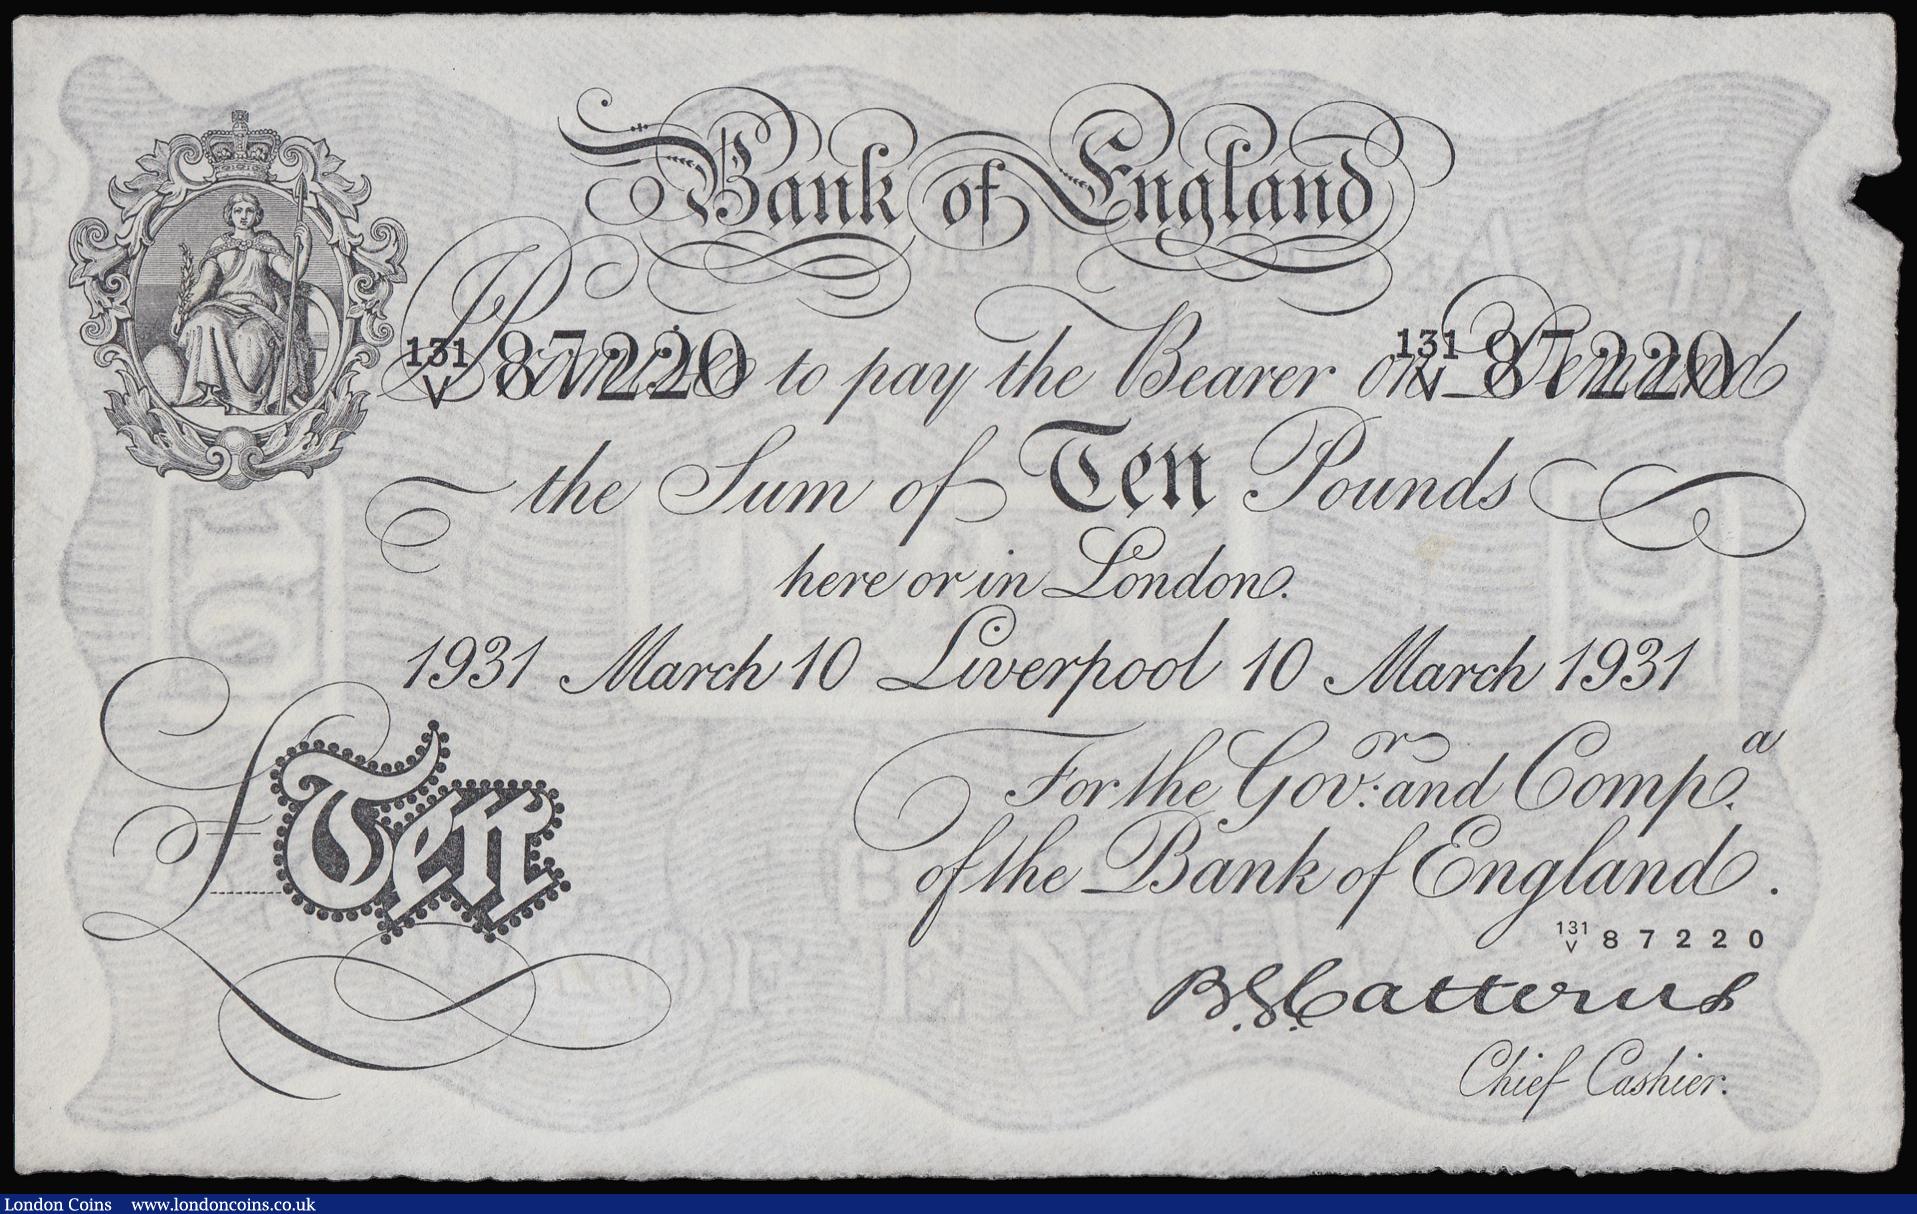 Bank of England
131 V 87220 131 V 87220
I Promise to pay the Bearer on Demand
the Sum of Ten Pounds
here or in London.
1931 March 10 Liverpool 10 March 1931
For the Govr. and Compa.
of the Bank of England.
£ Ten
131 V 87220
B.G. Catterns
Chief Cashier.
London Coins www.londoncoins.co.uk